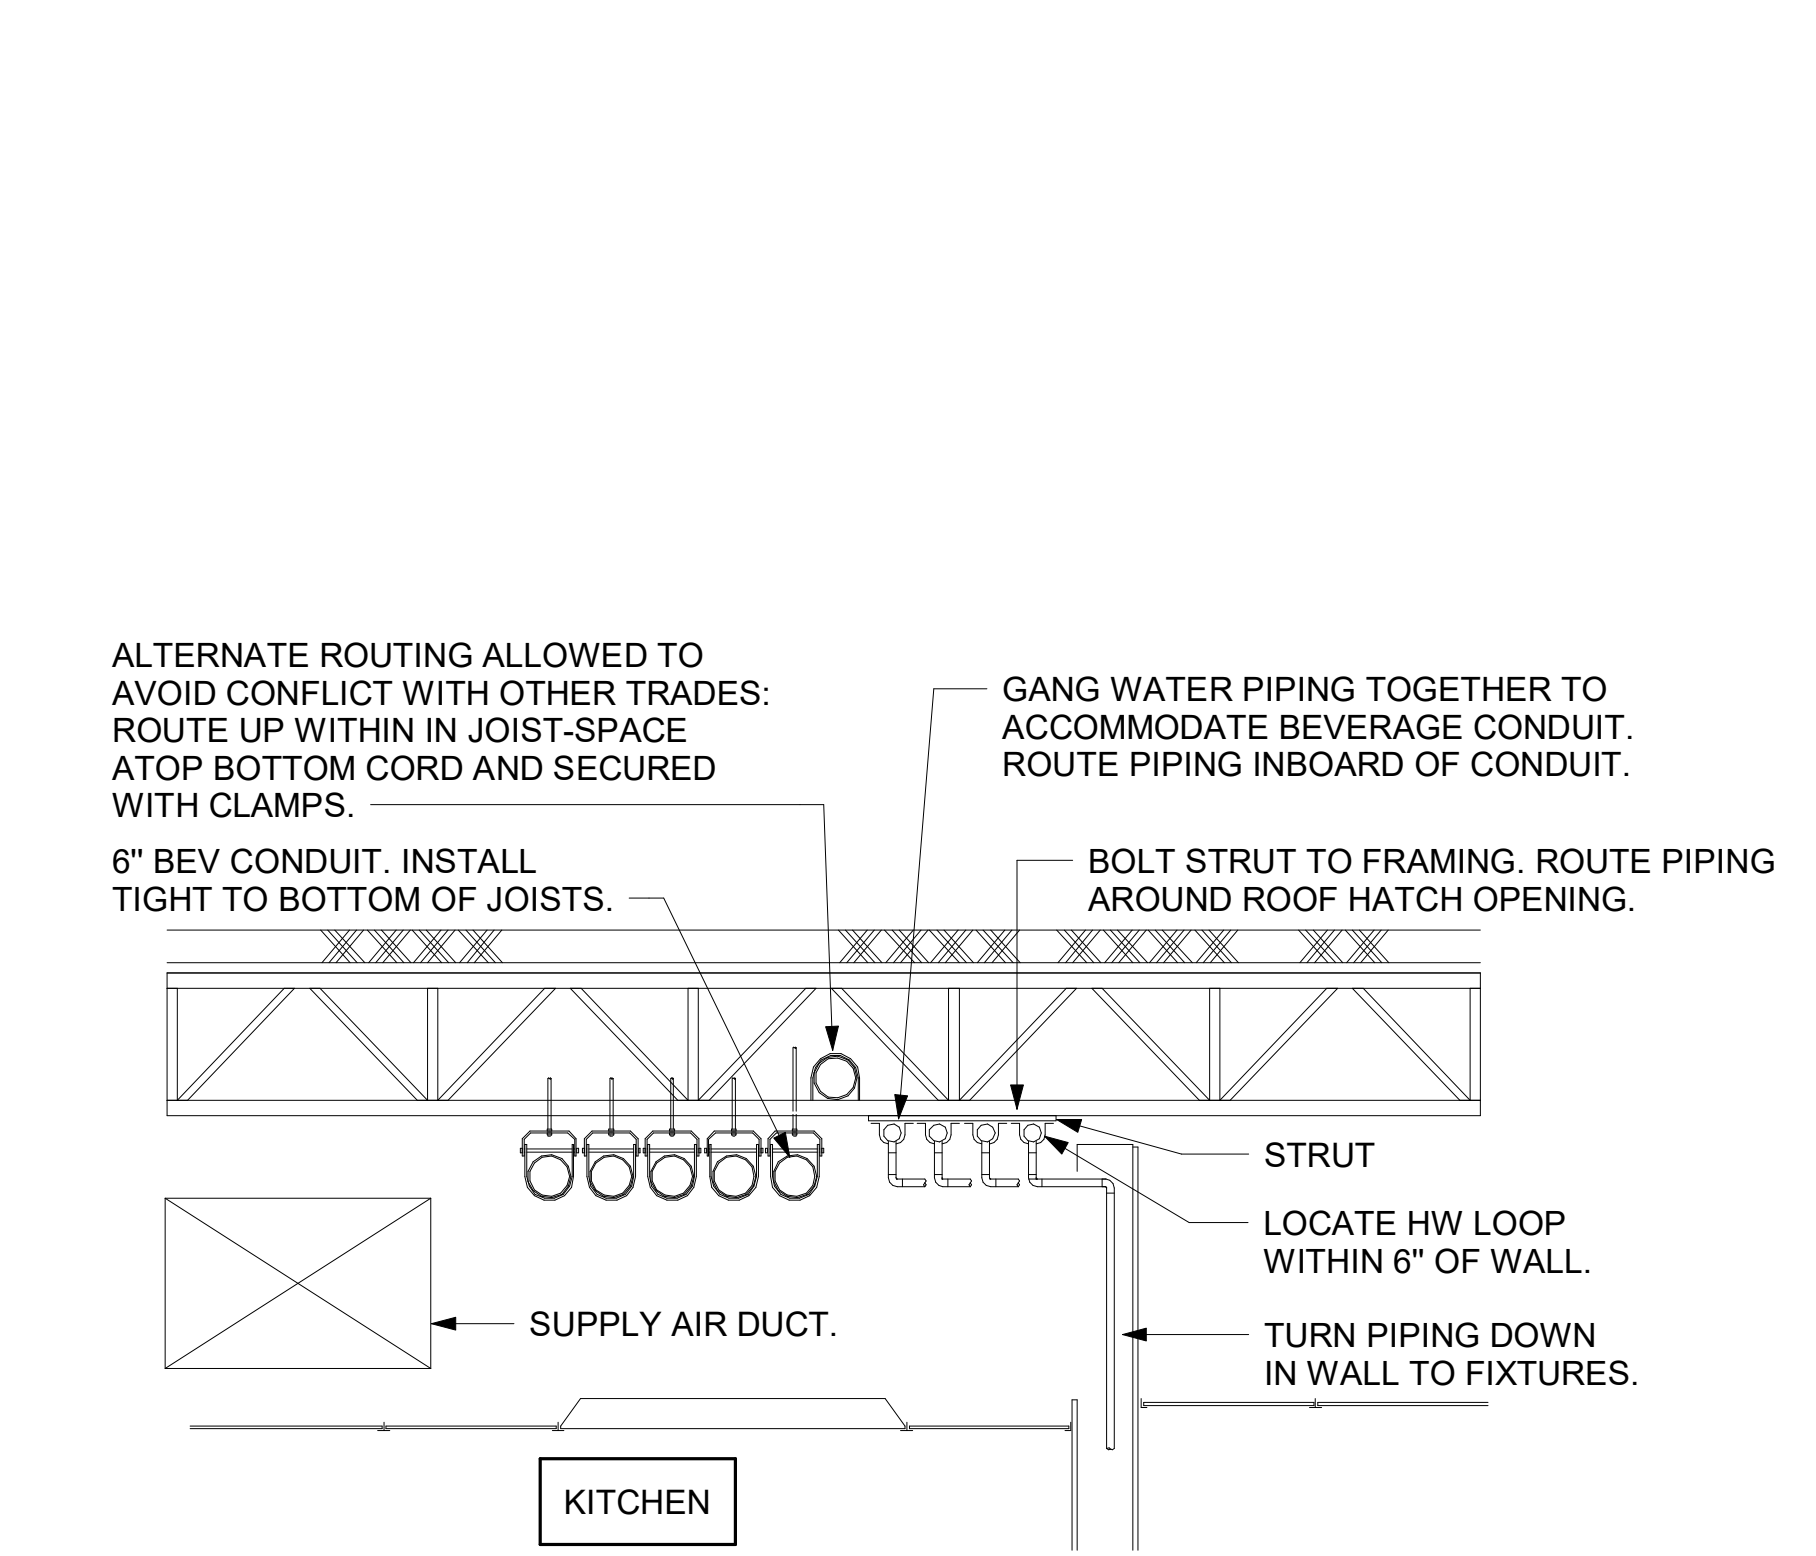 ALTERNATE ROUTING ALLOWED TO
AVOID CONFLICT WITH OTHER TRADES:
ROUTE UP WITHIN IN JOIST-SPACE
ATOP BOTTOM CORD AND SECURED
WITH CLAMPS.
6" BEV CONDUIT. INSTALL
TIGHT TO BOTTOM OF JOISTS.
GANG WATER PIPING TOGETHER TO
ACCOMMODATE BEVERAGE CONDUIT.
ROUTE PIPING INBOARD OF CONDUIT.
BOLT STRUT TO FRAMING. ROUTE PIPING
AROUND ROOF HATCH OPENING.
STRUT
LOCATE HW LOOP
WITHIN 6" OF WALL.
SUPPLY AIR DUCT.
TURN PIPING DOWN
IN WALL TO FIXTURES.
KITCHEN